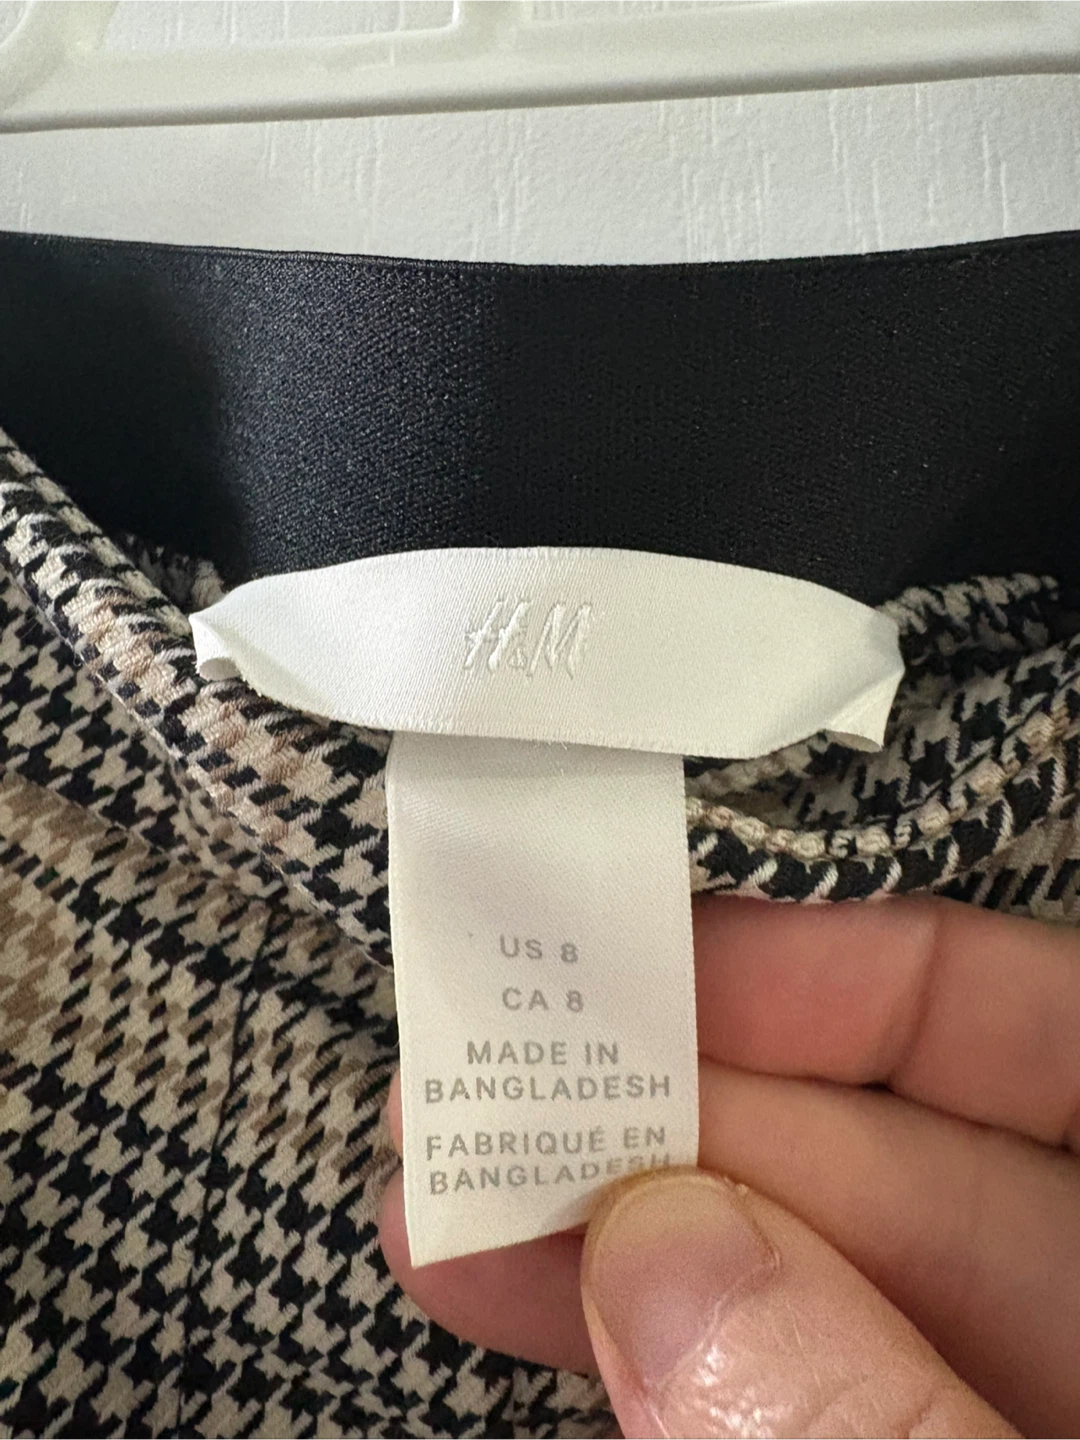 H&M
US 8
CA 8
MADE IN
BANGLADESH
FABRIQUÉ EN
BANGLADESH